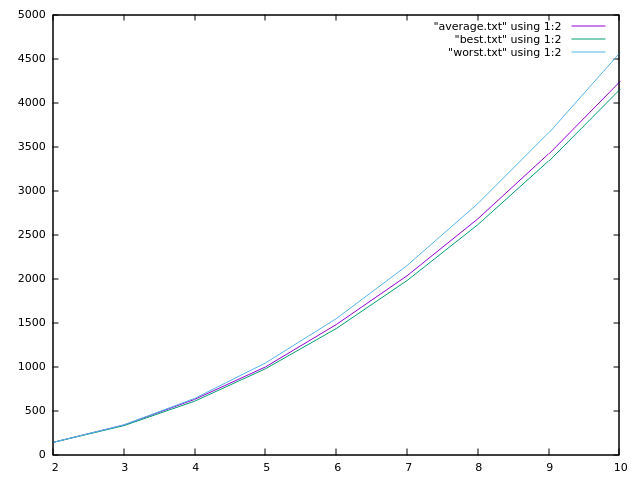 5000
"average.txt" using 1:2
"best.txt" using 1:2
"worst.txt" using 1:2
4500
4000
3500
3000
2500
2000
1500
1000
500
0
2 3 4 5 6 7 8 9 10